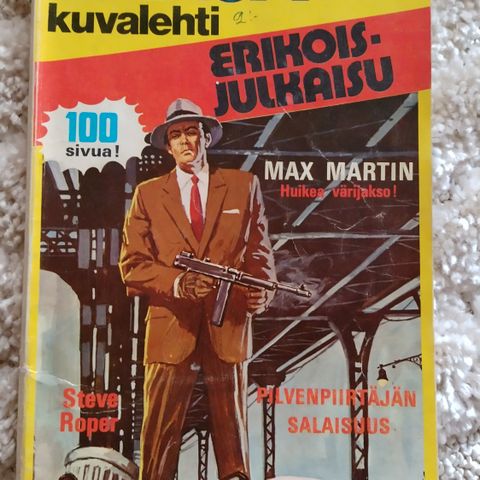 kuvalehti
ERIKOIS-
JULKAISU
100
sivua!
MAX MARTIN
Huikea värijakso!
Steve
Roper
PILVENPIIRTÄJÄN
SALAISUUS